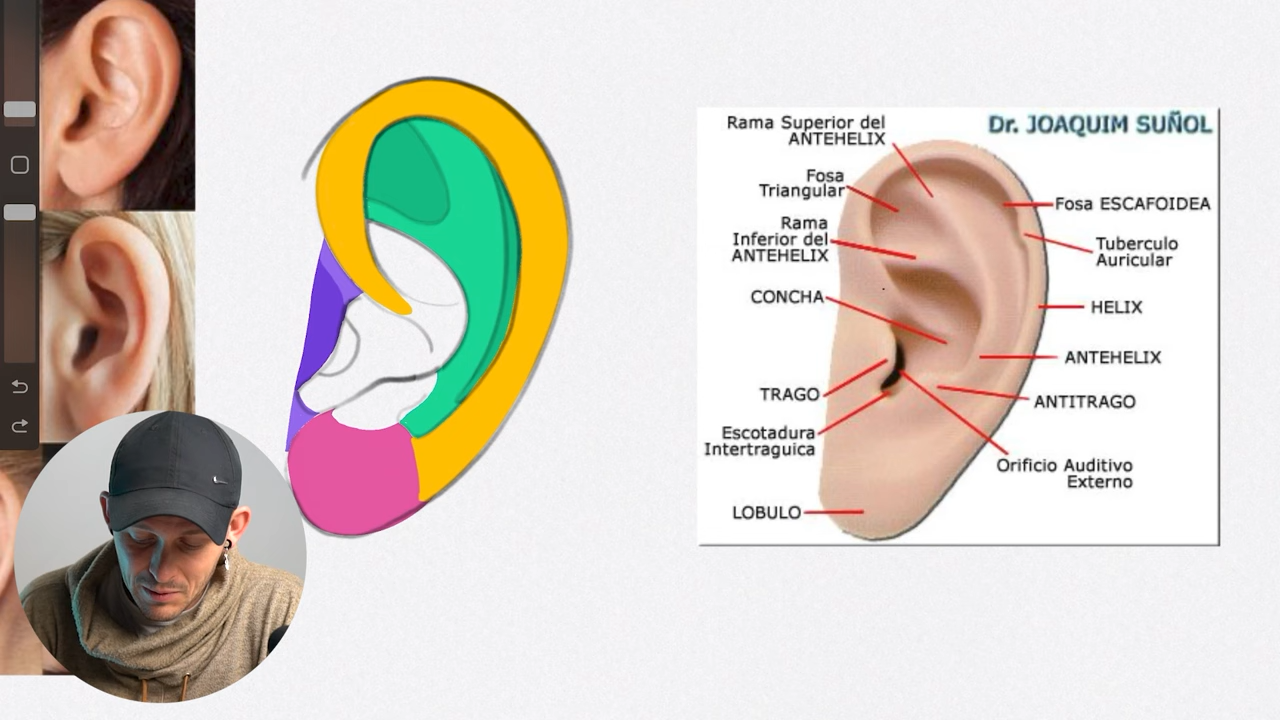 Dr. JOAQUIM SUÑOL
Rama Superior del
ANTEHELIX
Fosa
Triangular
Rama
Inferior del
ANTEHELIX
CONCHA
TRAGO
Escotadura
Intertraguica
LOBULO
Fosa ESCAFOIDEA
Tuberculo
Auricular
HELIX
ANTEHELIX
ANTITRAGO
Orificio Auditivo
Externo